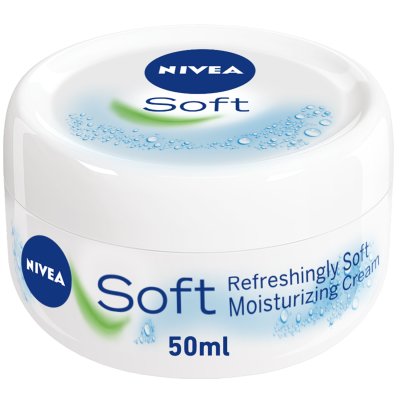 NIVEA
Soft
NIVEA
Soft
Refreshingly Soft
Moisturizing Cream
50ml